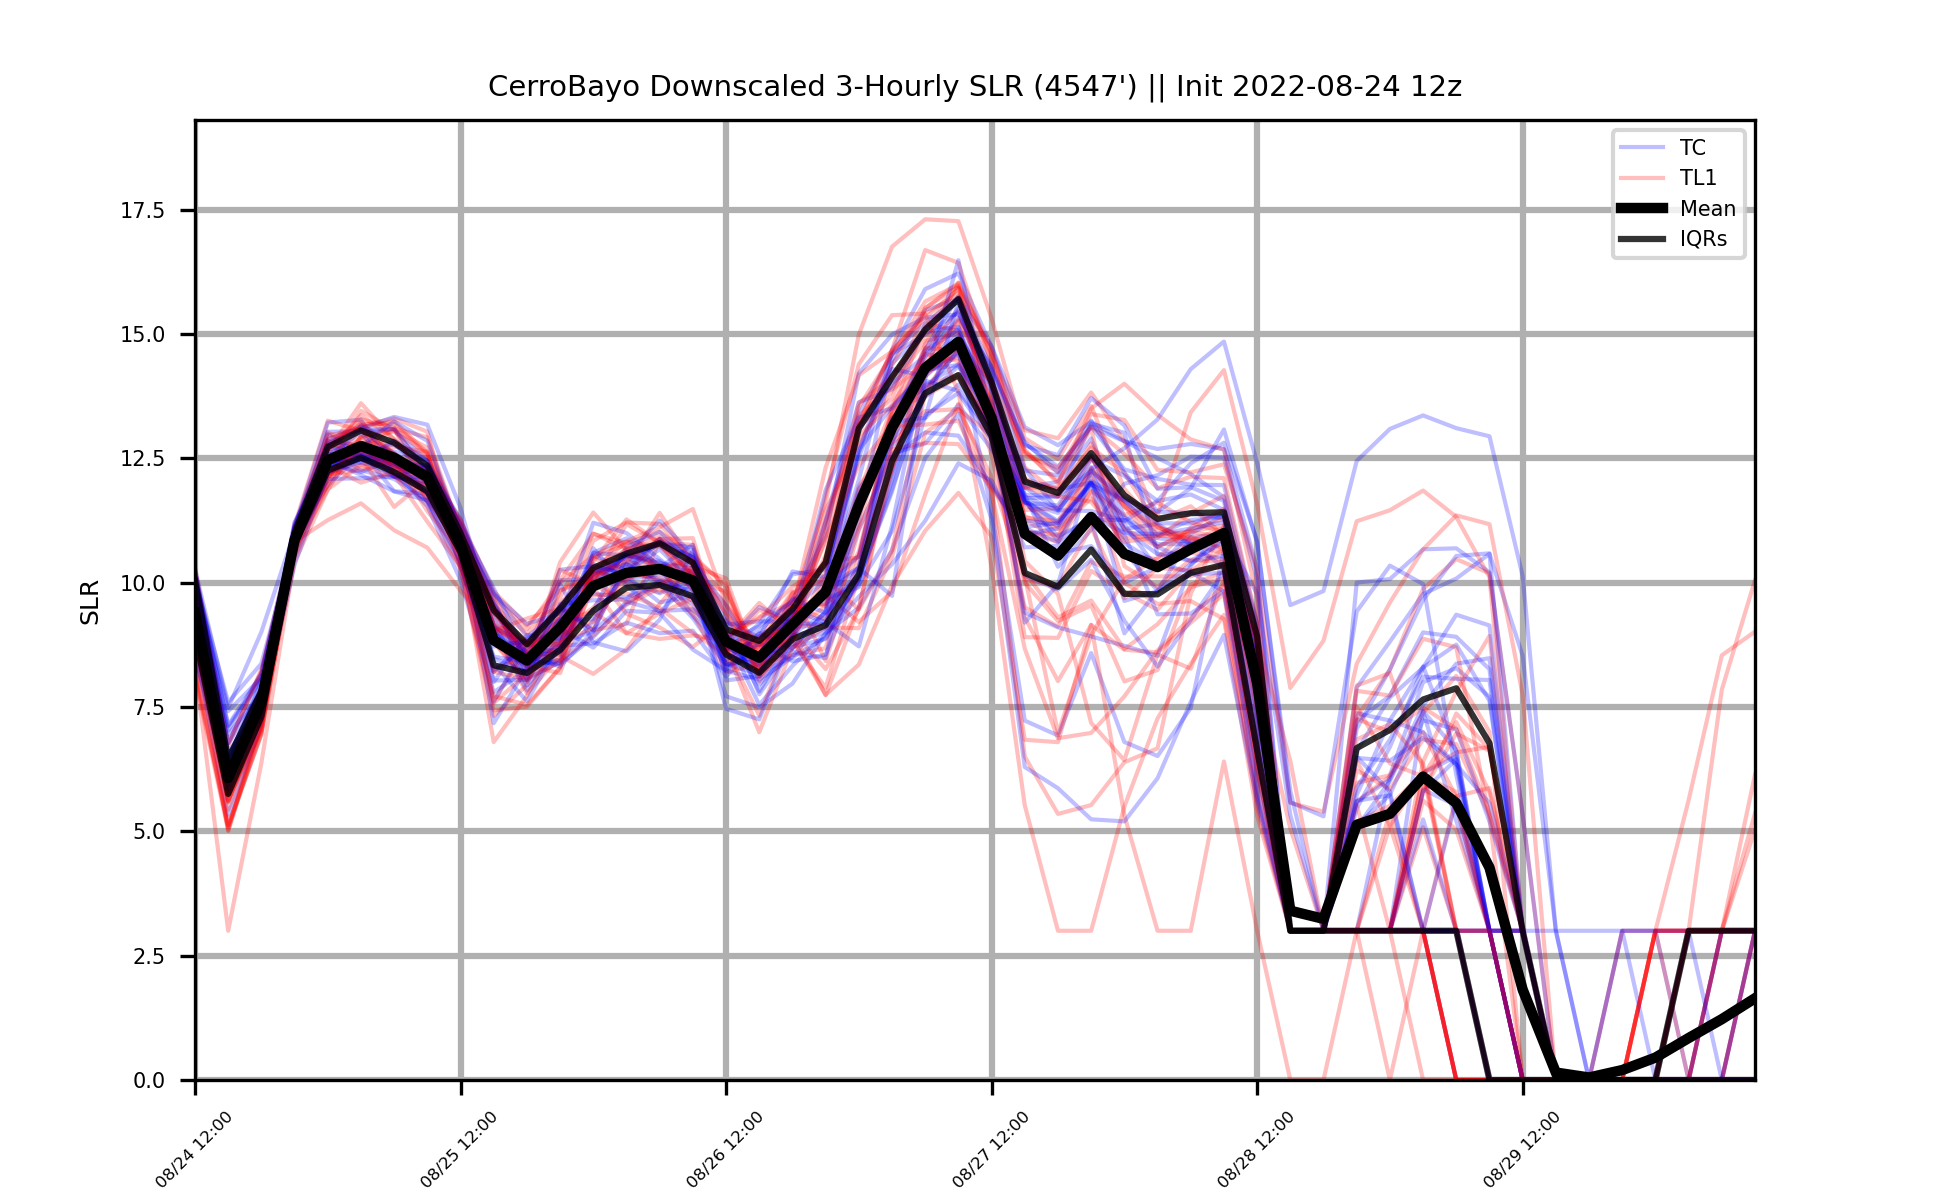 CerroBayo Downscaled 3-Hourly SLR (4547') || Init 2022-08-24 12z
TC
TL1
Mean
IQRs
SLR
17.5
15.0
12.5
10.0
7.5
5.0
2.5
0.0
08/24 12:00
08/25 12:00
08/26 12:00
08/27 12:00
08/28 12:00
08/29 12:00